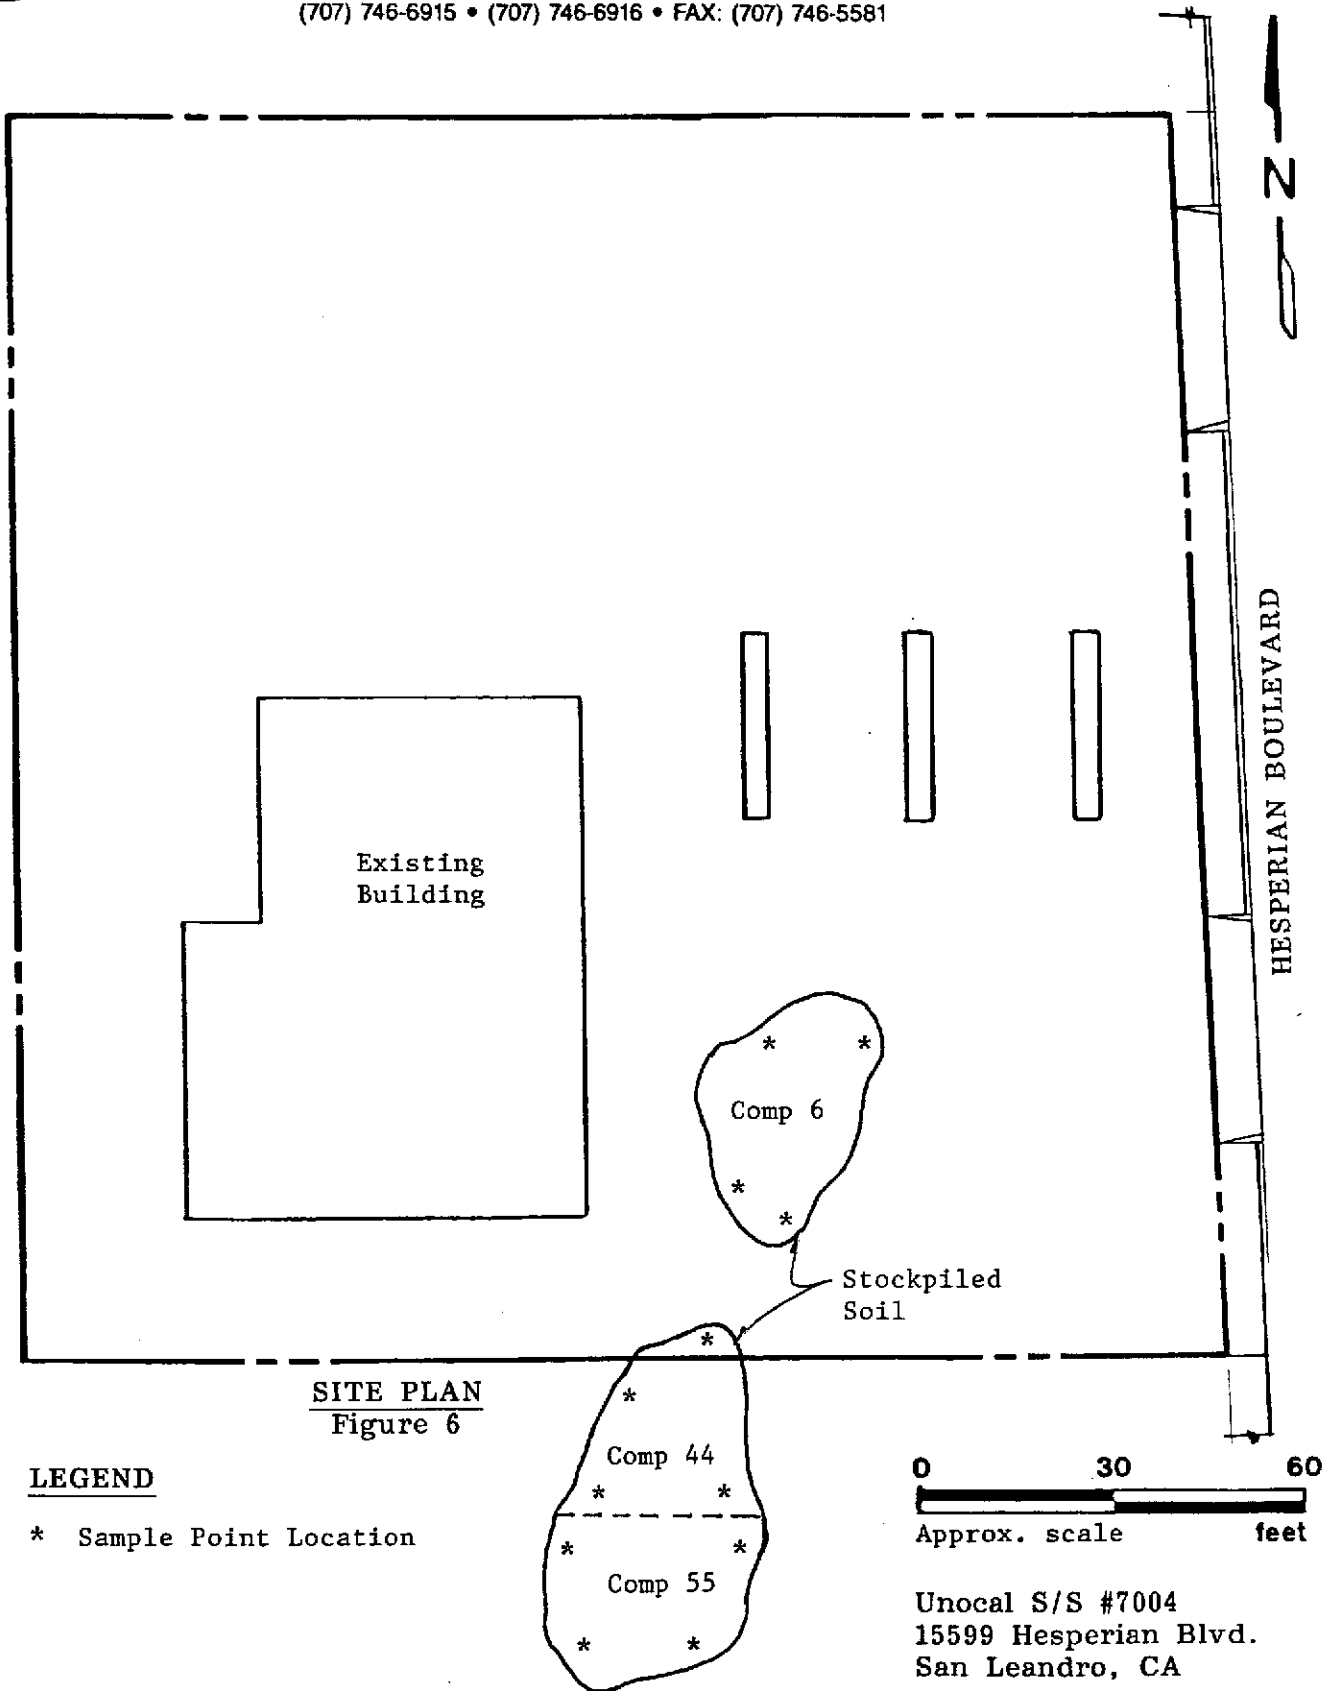 (707) 746-6915 • (707) 746-6916 • FAX: (707) 746-5581
N
HESPERIAN BOULEVARD
Existing
Building
* *
Comp 6
*
*
Stockpiled
Soil
*
*
Comp 44
* *
* *
Comp 55
* *
SITE PLAN
Figure 6
LEGEND
* Sample Point Location
0 30 60
Approx. scale feet
Unocal S/S #7004
15599 Hesperian Blvd.
San Leandro, CA